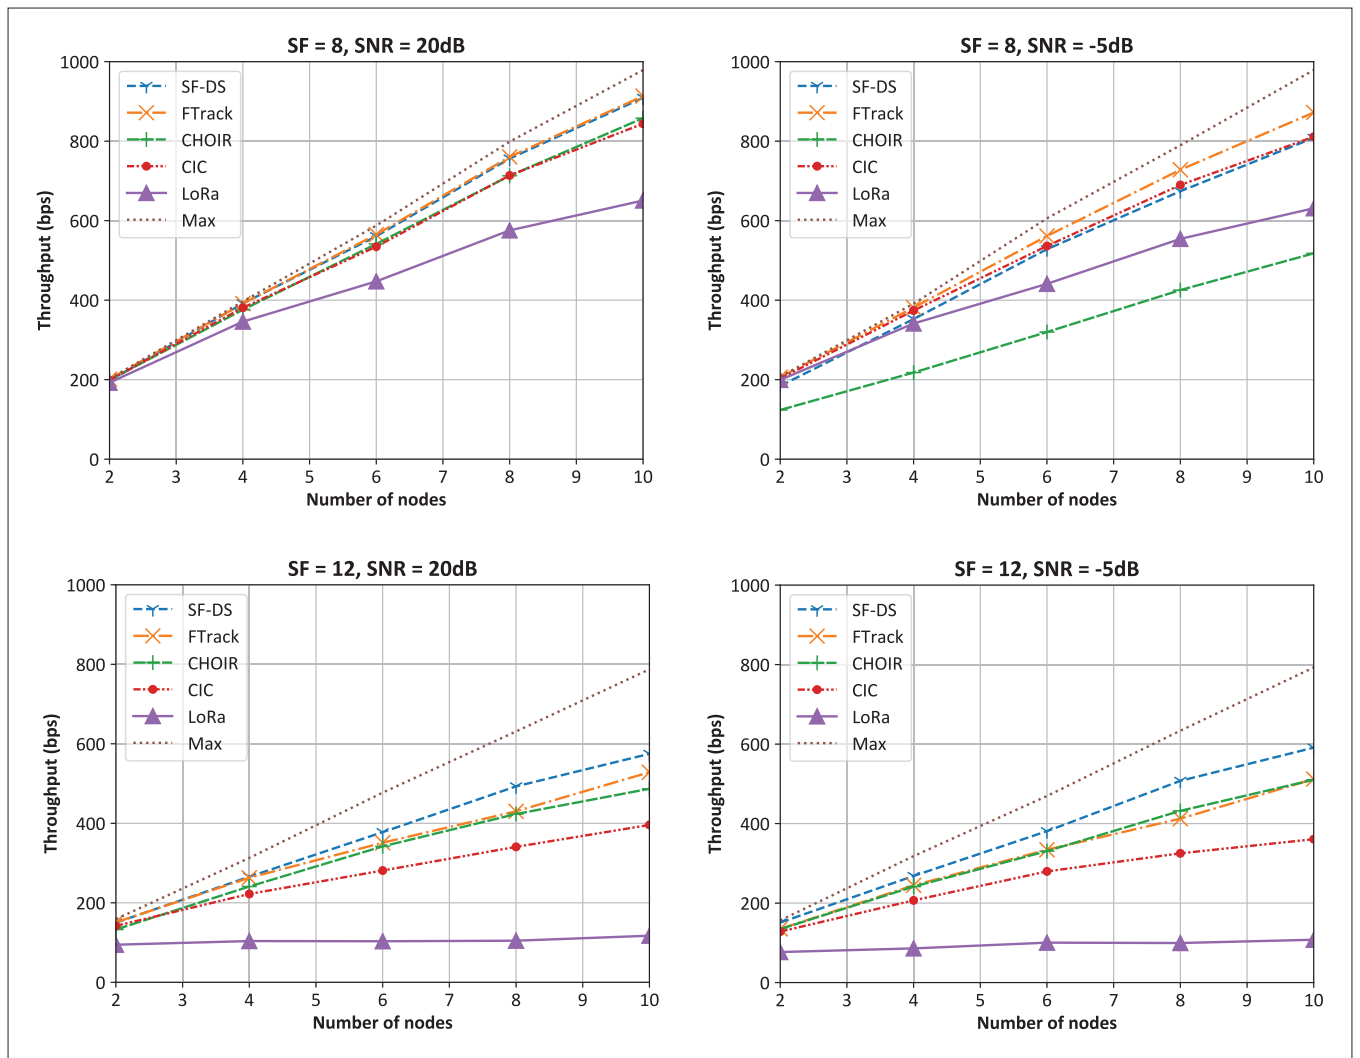 SF = 8, SNR = 20dB
Throughput (bps)
1000
800
600
400
200
0
SF-DS
FTrack
CHOIR
CIC
LoRa
Max
2 3 4 5 6 7 8 9 10
Number of nodes
SF = 8, SNR = -5dB
Throughput (bps)
1000
800
600
400
200
0
SF-DS
FTrack
CHOIR
CIC
LoRa
Max
2 3 4 5 6 7 8 9 10
Number of nodes
SF = 12, SNR = 20dB
Throughput (bps)
1000
800
600
400
200
0
SF-DS
FTrack
CHOIR
CIC
LoRa
Max
2 3 4 5 6 7 8 9 10
Number of nodes
SF = 12, SNR = -5dB
Throughput (bps)
1000
800
600
400
200
0
SF-DS
FTrack
CHOIR
CIC
LoRa
Max
2 3 4 5 6 7 8 9 10
Number of nodes